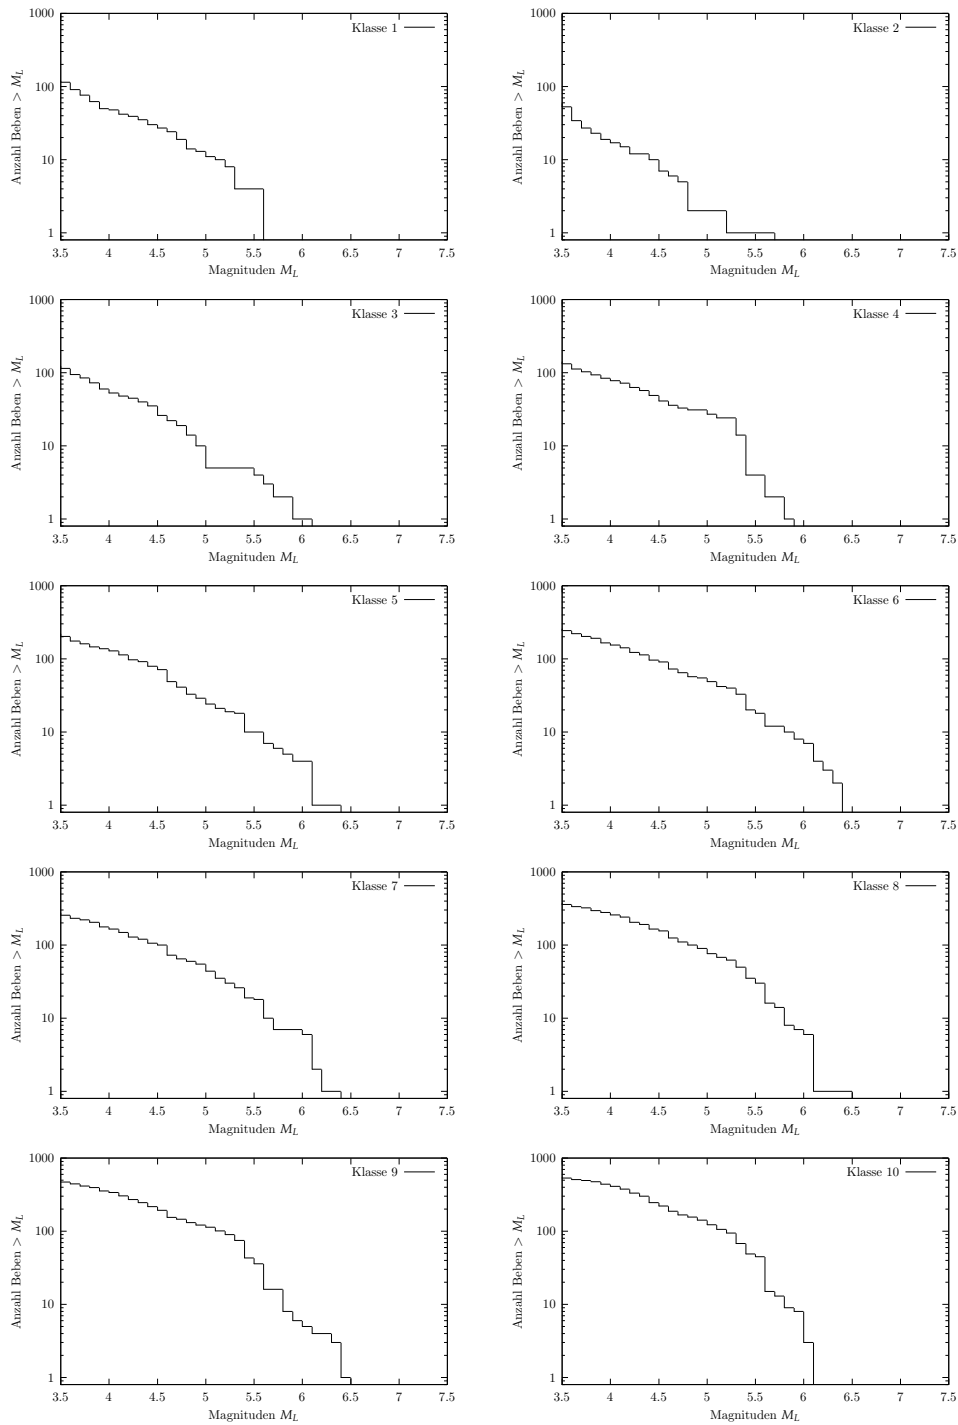 1000
100
10
1
Anzahl Beben > M_L
Klasse 1
3.5 4 4.5 5 5.5 6 6.5 7 7.5
Magnituden M_L
1000
100
10
1
Anzahl Beben > M_L
Klasse 2
3.5 4 4.5 5 5.5 6 6.5 7 7.5
Magnituden M_L
1000
100
10
1
Anzahl Beben > M_L
Klasse 3
3.5 4 4.5 5 5.5 6 6.5 7 7.5
Magnituden M_L
1000
100
10
1
Anzahl Beben > M_L
Klasse 4
3.5 4 4.5 5 5.5 6 6.5 7 7.5
Magnituden M_L
1000
100
10
1
Anzahl Beben > M_L
Klasse 5
3.5 4 4.5 5 5.5 6 6.5 7 7.5
Magnituden M_L
1000
100
10
1
Anzahl Beben > M_L
Klasse 6
3.5 4 4.5 5 5.5 6 6.5 7 7.5
Magnituden M_L
1000
100
10
1
Anzahl Beben > M_L
Klasse 7
3.5 4 4.5 5 5.5 6 6.5 7 7.5
Magnituden M_L
1000
100
10
1
Anzahl Beben > M_L
Klasse 8
3.5 4 4.5 5 5.5 6 6.5 7 7.5
Magnituden M_L
1000
100
10
1
Anzahl Beben > M_L
Klasse 9
3.5 4 4.5 5 5.5 6 6.5 7 7.5
Magnituden M_L
1000
100
10
1
Anzahl Beben > M_L
Klasse 10
3.5 4 4.5 5 5.5 6 6.5 7 7.5
Magnituden M_L